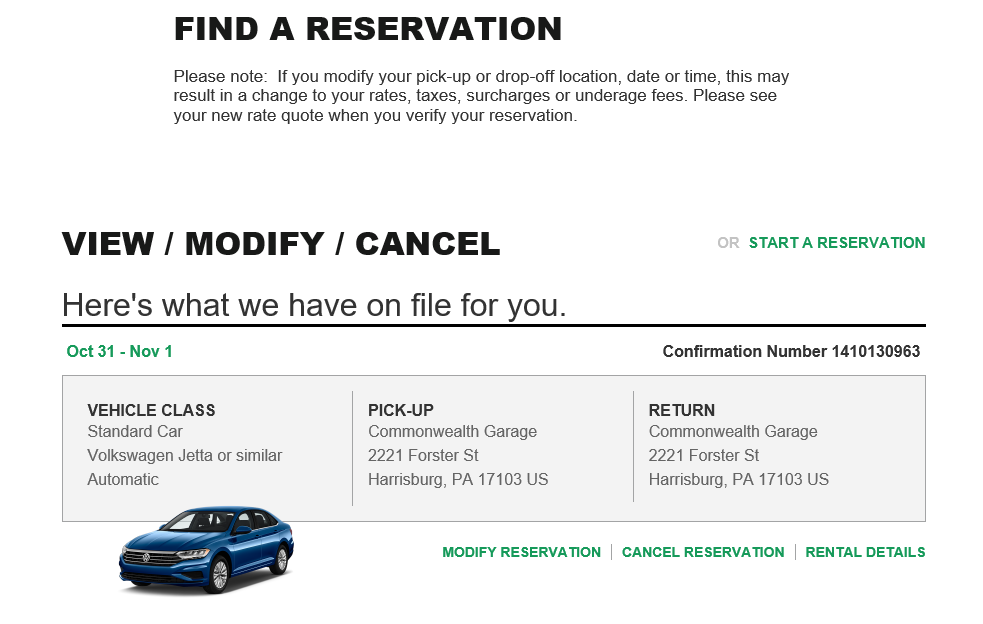 FIND A RESERVATION
Please note:  If you modify your pick-up or drop-off location, date or time, this may
result in a change to your rates, taxes, surcharges or underage fees. Please see
your new rate quote when you verify your reservation.
VIEW / MODIFY / CANCEL
OR START A RESERVATION
Here's what we have on file for you.
Oct 31 - Nov 1
Confirmation Number 1410130963
VEHICLE CLASS
Standard Car
Volkswagen Jetta or similar
Automatic
PICK-UP
Commonwealth Garage
2221 Forster St
Harrisburg, PA 17103 US
RETURN
Commonwealth Garage
2221 Forster St
Harrisburg, PA 17103 US
MODIFY RESERVATION
CANCEL RESERVATION
RENTAL DETAILS